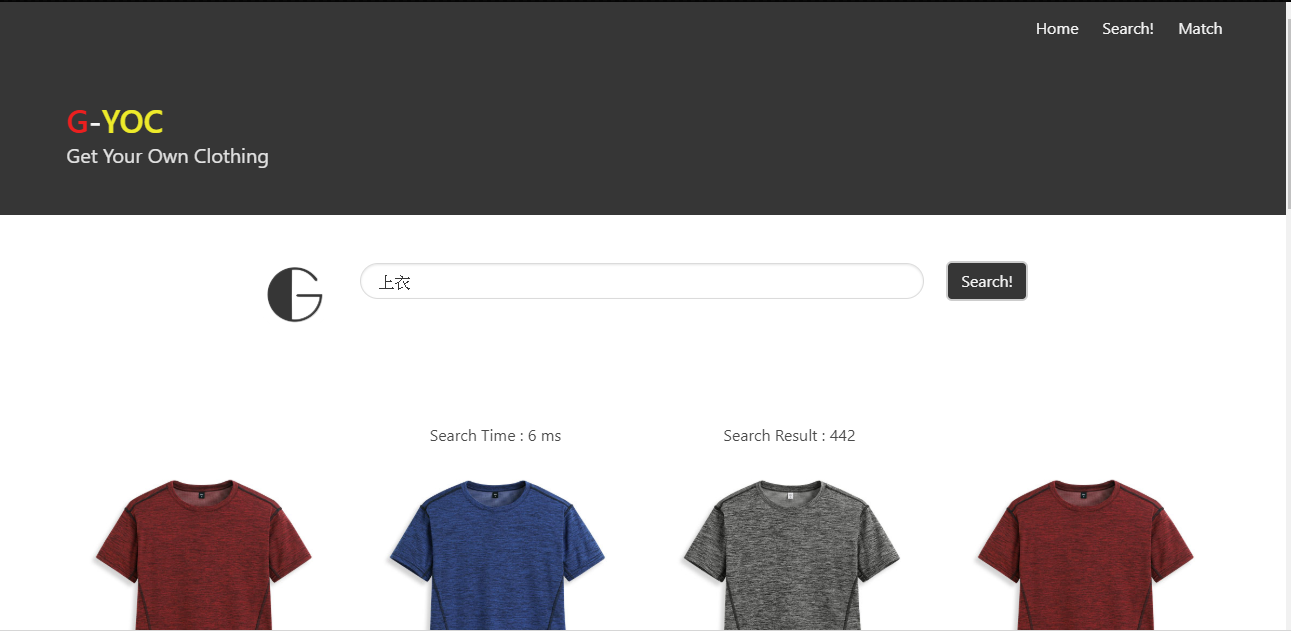 Home Search! Match
G-YOC
Get Your Own Clothing
上衣 Search!
Search Time : 6 ms Search Result : 442